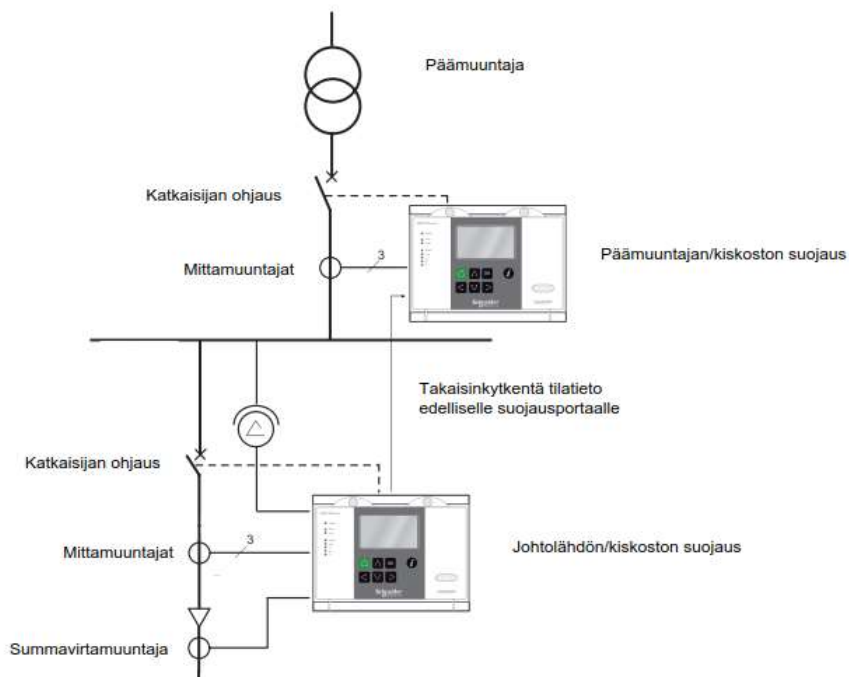 Päämuuntaja
Katkaisijan ohjaus
3
Mittamuuntajat
Päämuuntajan/kiskoston suojaus
Takaisinkytkentä tilatieto
edelliselle suojausportaalle
Katkaisijan ohjaus
3
Mittamuuntajat
Johtolähdön/kiskoston suojaus
Summavirtamuuntaja